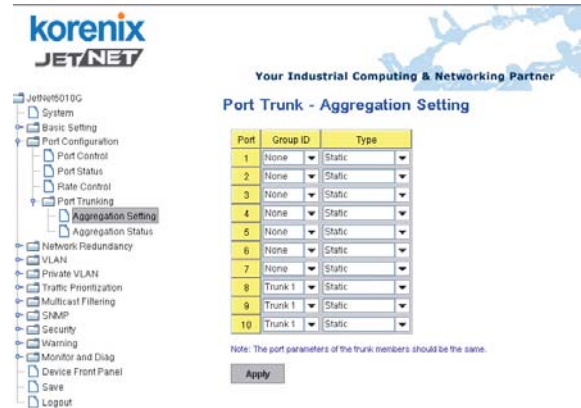 korenix
JETNET
Your Industrial Computing & Networking Partner
JetNet6010G
System
Basic Setting
Port Configuration
Port Control
Port Status
Rate Control
Port Trunking
Aggregation Setting
Aggregation Status
Network Redundancy
VLAN
Private VLAN
Traffic Prioritization
Multicast Filtering
SNMP
Security
Warning
Monitor and Diag
Device Front Panel
Save
Logout
Port Trunk - Aggregation Setting
Port Group ID Type
1 None Static
2 None Static
3 None Static
4 None Static
5 None Static
6 None Static
7 None Static
8 Trunk 1 Static
9 Trunk 1 Static
10 Trunk 1 Static
Note: The port parameters of the trunk members should be the same.
Apply